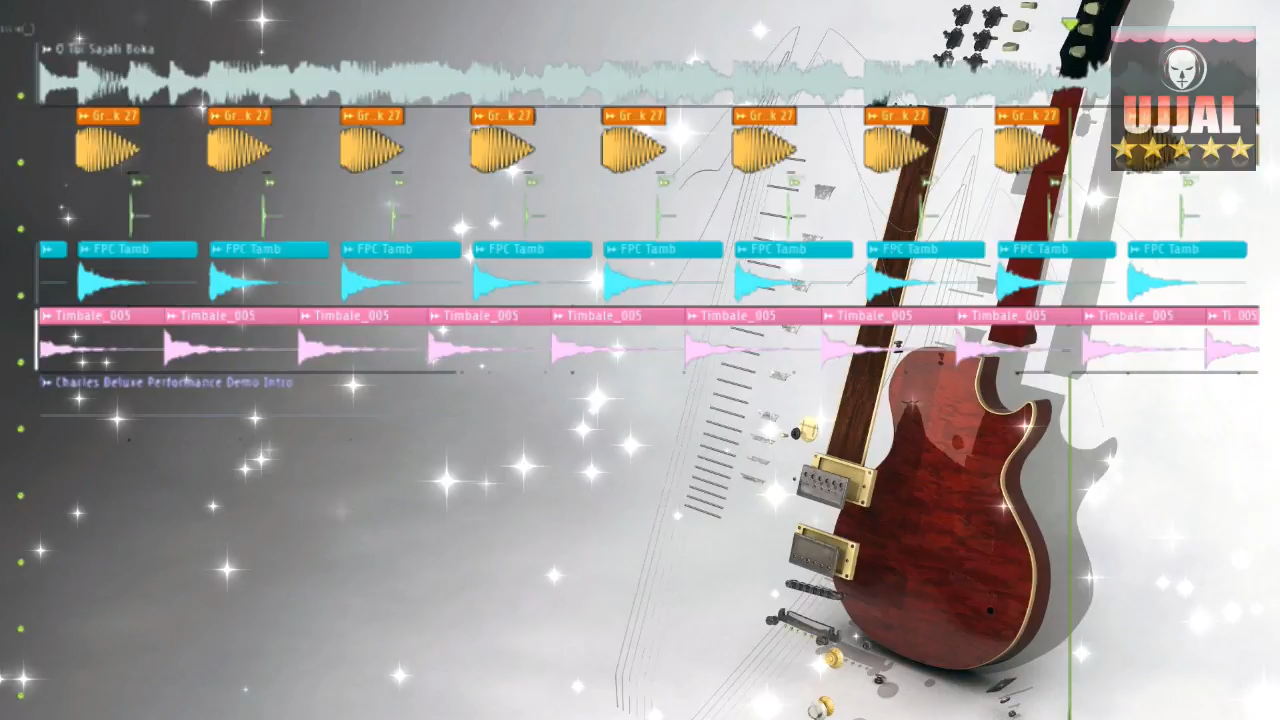 O Tui Sajali Boka
Gr..k 27 Gr..k 27 Gr..k 27 Gr..k 27 Gr..k 27 Gr..k 27 Gr..k 27 Gr..k 27
UJJAL
FPC Tamb FPC Tamb FPC Tamb FPC Tamb FPC Tamb FPC Tamb FPC Tamb FPC Tamb FPC Tamb
Timbale_005 Timbale_005 Timbale_005 Timbale_005 Timbale_005 Timbale_005 Timbale_005 Timbale_005 Timbale_005 Ti..005
Charles Deluxe Performance Demo Intro